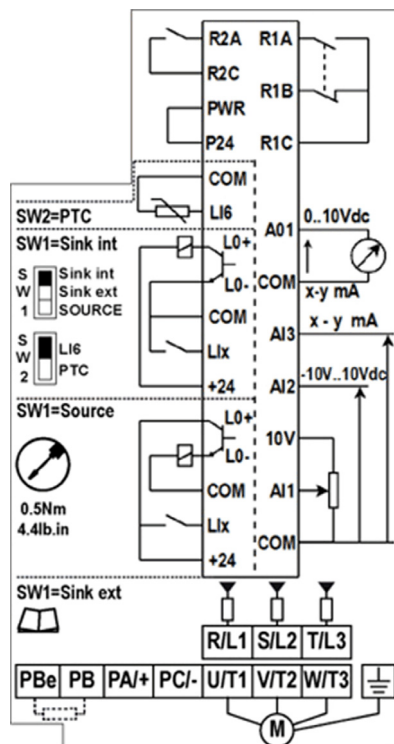 R2A R1A
R2C
R1B
PWR
P24 R1C
COM
SW2=PTC
LI6
A01 0..10Vdc
SW1=Sink int
L0+
S W 1
Sink int
Sink ext
SOURCE
L0-
COM x-y mA
COM
AI3 x - y mA
S W 2
LI6
PTC
LIx
+24
AI2 -10V..10Vdc
SW1=Source
L0+
10V
L0-
COM
AI1
0.5Nm
4.4lb.in
LIx
COM
+24
SW1=Sink ext
R/L1 S/L2 T/L3
PBe PB PA/+ PC/- U/T1 V/T2 W/T3
M